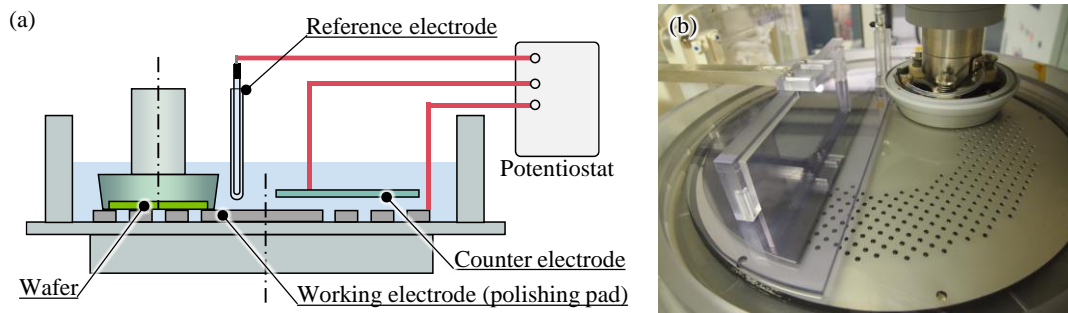 (a)
Reference electrode
Potentiostat
Counter electrode
Wafer
Working electrode (polishing pad)
(b)